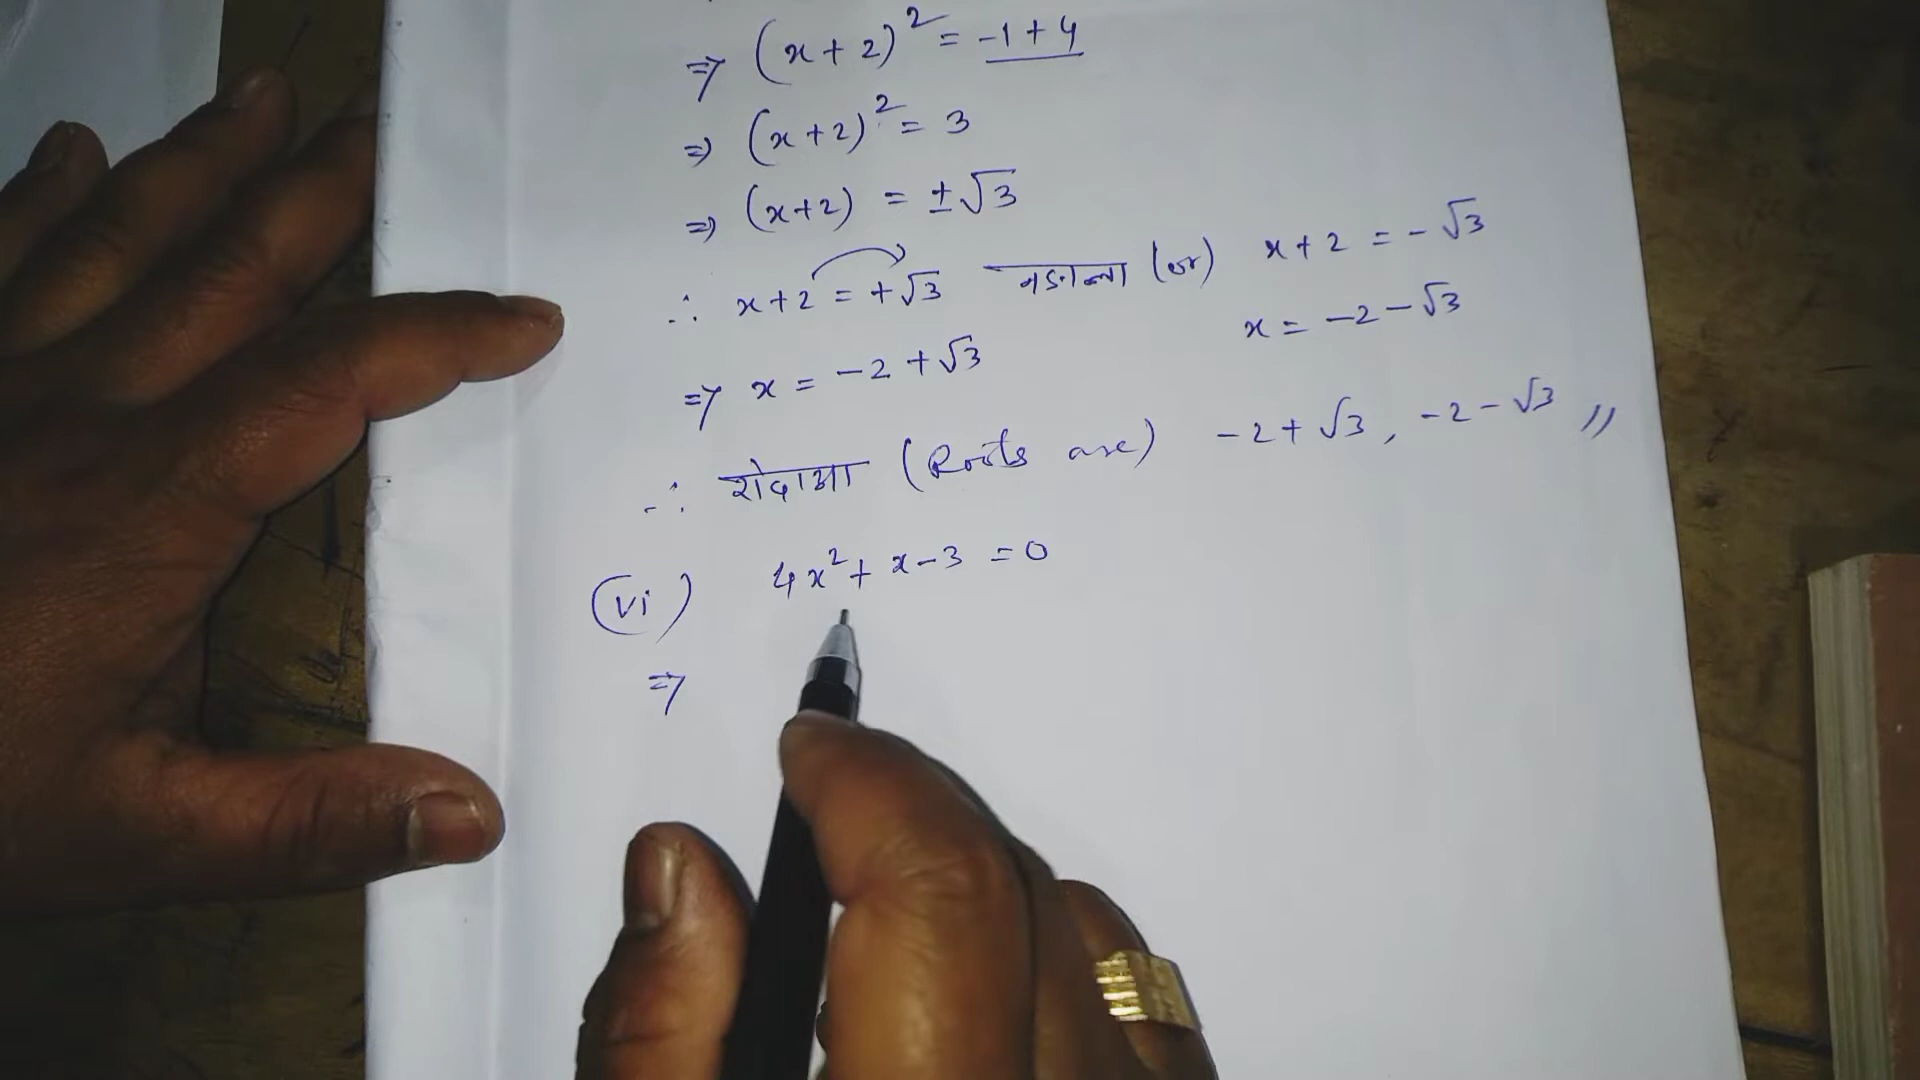 ⇒ (x+2)² = -1+4
⇒ (x+2)² = 3
⇒ (x+2) = ±√3
∴ x+2 = +√3 (or) x+2 = -√3
⇒ x = -2+√3 x = -2-√3
∴ रोदाआ (Roots are) -2+√3, -2-√3 //
(vi) 4x²+x-3 = 0
⇒